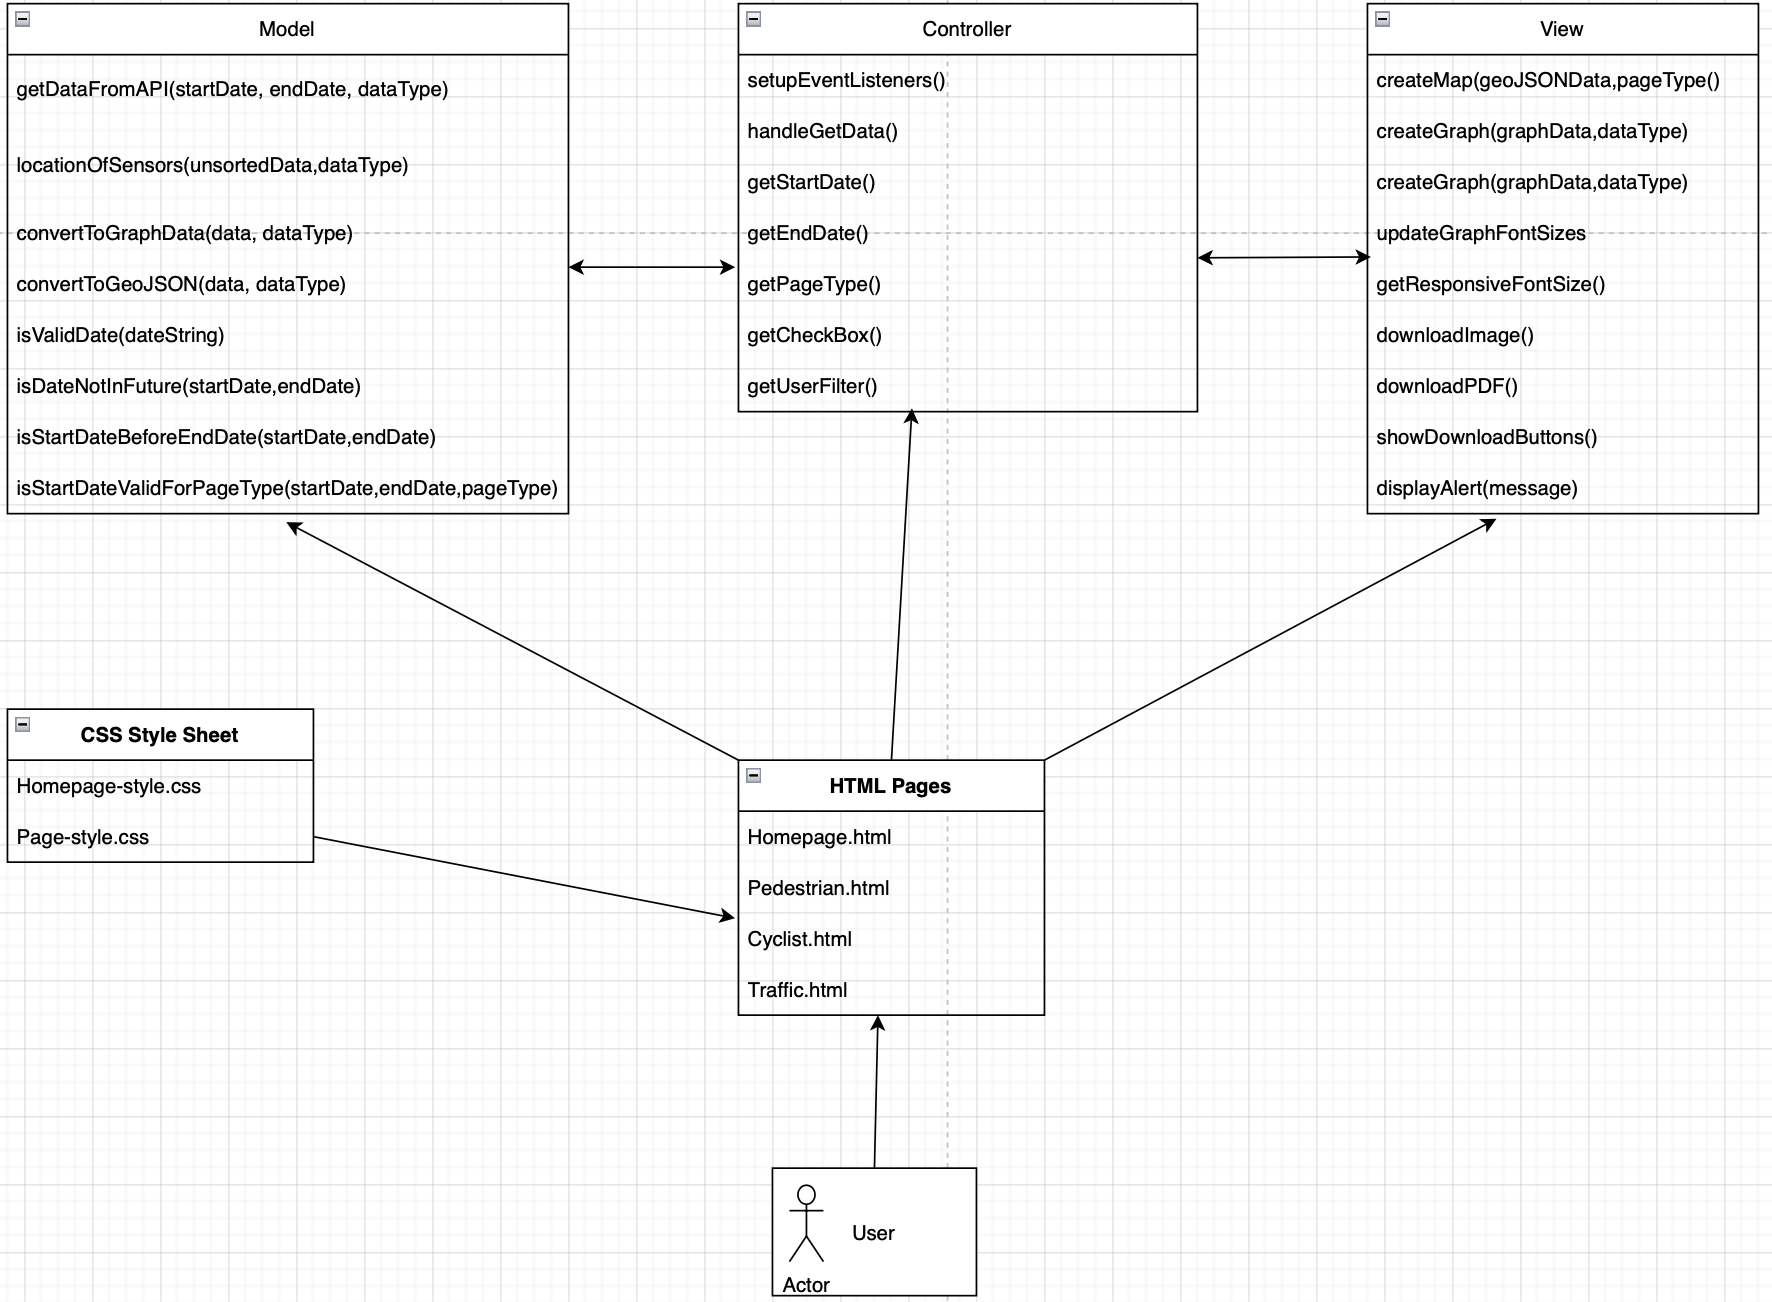 Model
getDataFromAPI(startDate, endDate, dataType)
locationOfSensors(unsortedData,dataType)
convertToGraphData(data, dataType)
convertToGeoJSON(data, dataType)
isValidDate(dateString)
isDateNotInFuture(startDate,endDate)
isStartDateBeforeEndDate(startDate,endDate)
isStartDateValidForPageType(startDate,endDate,pageType)
Controller
setupEventListeners()
handleGetData()
getStartDate()
getEndDate()
getPageType()
getCheckBox()
getUserFilter()
View
createMap(geoJSONData,pageType()
createGraph(graphData,dataType)
createGraph(graphData,dataType)
updateGraphFontSizes
getResponsiveFontSize()
downloadImage()
downloadPDF()
showDownloadButtons()
displayAlert(message)
CSS Style Sheet
Homepage-style.css
Page-style.css
HTML Pages
Homepage.html
Pedestrian.html
Cyclist.html
Traffic.html
User
Actor